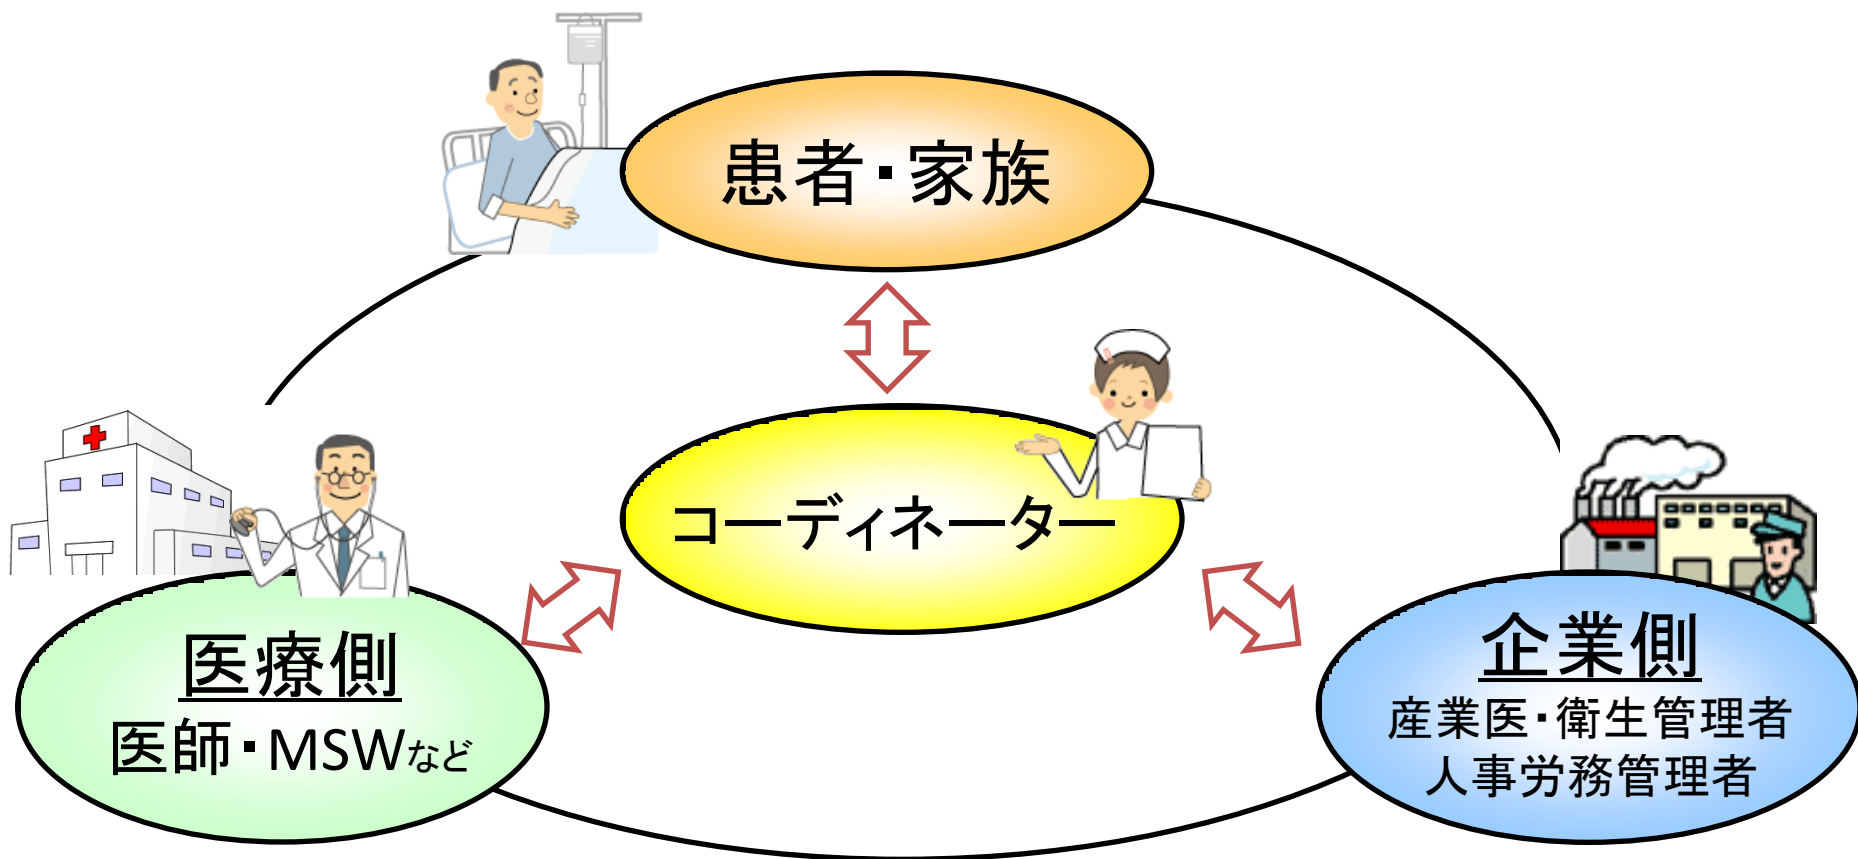 患者・家族
コーディネーター
医療側
医師・MSWなど
企業側
産業医・衛生管理者
人事労務管理者